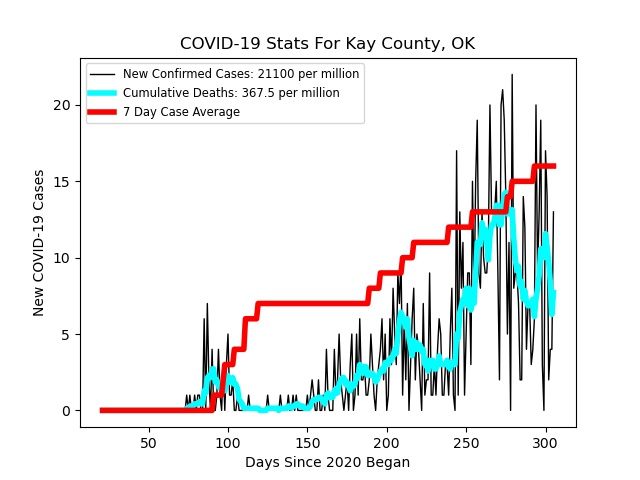 COVID-19 Stats For Kay County, OK
New Confirmed Cases: 21100 per million
Cumulative Deaths: 367.5 per million
7 Day Case Average
20
15
10
5
0
New COVID-19 Cases
50 100 150 200 250 300
Days Since 2020 Began